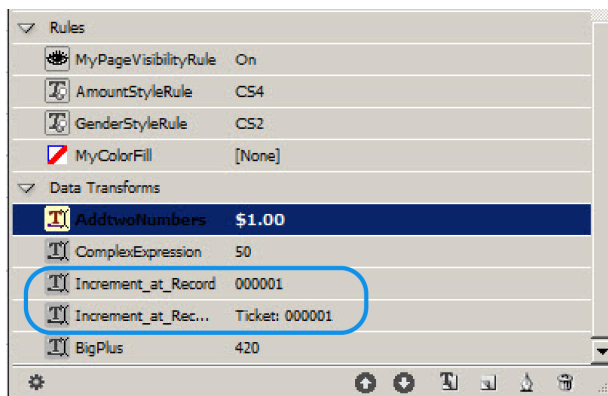 Rules
MyPageVisibilityRule On
AmountStyleRule CS4
GenderStyleRule CS2
MyColorFill [None]
Data Transforms
AddtwoNumbers $1.00
ComplexExpression 50
Increment_at_Record 000001
Increment_at_Rec... Ticket: 000001
BigPlus 420